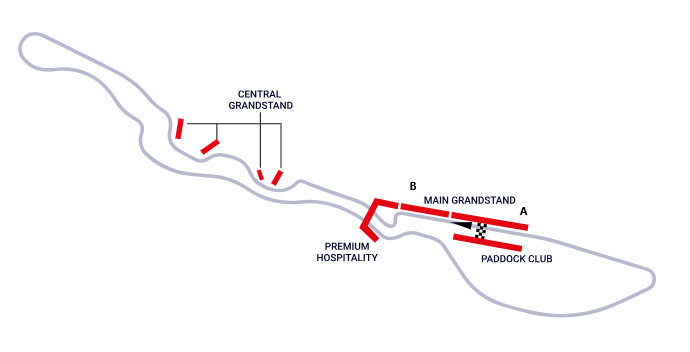 CENTRAL
GRANDSTAND
B
MAIN GRANDSTAND
A
PREMIUM
HOSPITALITY
PADDOCK CLUB